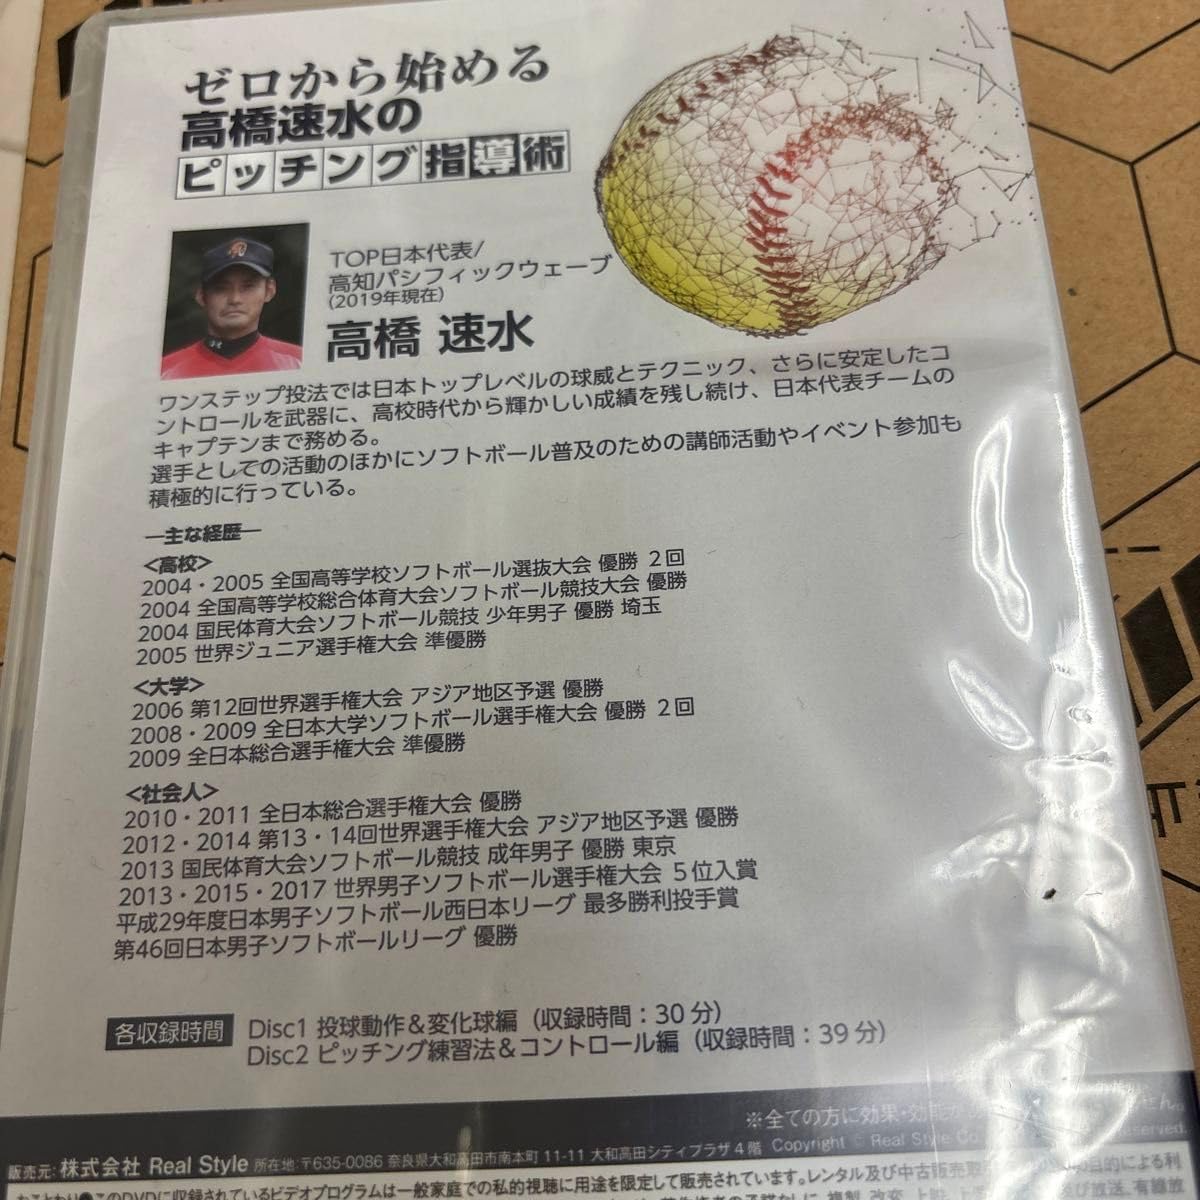 ゼロから始める
高橋速水の
ピッチング指導術
TOP日本代表/
高知パシフィックウェーブ
(2019年現在)
高橋 速水
ワンステップ投法では日本トップレベルの球威とテクニック、さらに安定したコ
ントロールを武器に、高校時代から輝かしい成績を残し続け、日本代表チームの
キャプテンまで務める。
選手としての活動のほかにソフトボール普及のための講師活動やイベント参加も
積極的に行っている。
―主な経歴―
<高校>
2004・2005 全国高等学校ソフトボール選抜大会 優勝 2回
2004 全国高等学校総合体育大会ソフトボール競技大会 優勝
2004 国民体育大会ソフトボール競技 少年男子 優勝 埼玉
2005 世界ジュニア選手権大会 準優勝
<大学>
2006 第12回世界選手権大会 アジア地区予選 優勝
2008・2009 全日本大学ソフトボール選手権大会 優勝 2回
2009 全日本総合選手権大会 準優勝
<社会人>
2010・2011 全日本総合選手権大会 優勝
2012・2014 第13・14回世界選手権大会 アジア地区予選 優勝
2013 国民体育大会ソフトボール競技 成年男子 優勝 東京
2013・2015・2017 世界男子ソフトボール選手権大会 5位入賞
平成29年度日本男子ソフトボール西日本リーグ 最多勝利投手賞
第46回日本男子ソフトボールリーグ 優勝
各収録時間 Disc1 投球動作＆変化球編（収録時間：30分）
Disc2 ピッチング練習法＆コントロール編（収録時間：39分）
※全ての方に効果・効能が
せん。
販売元: 株式会社 Real Style 所在地:〒635-0086 奈良県大和高田市南本町 11-11 大和高田シティプラザ4階 Copyright © Real Style Co
reserved.
おことわり●このDVDに収録されているビデオプログラムは一般家庭での私的視聴に用途を限定して販売されています。レンタル及び中古販売
目的による利